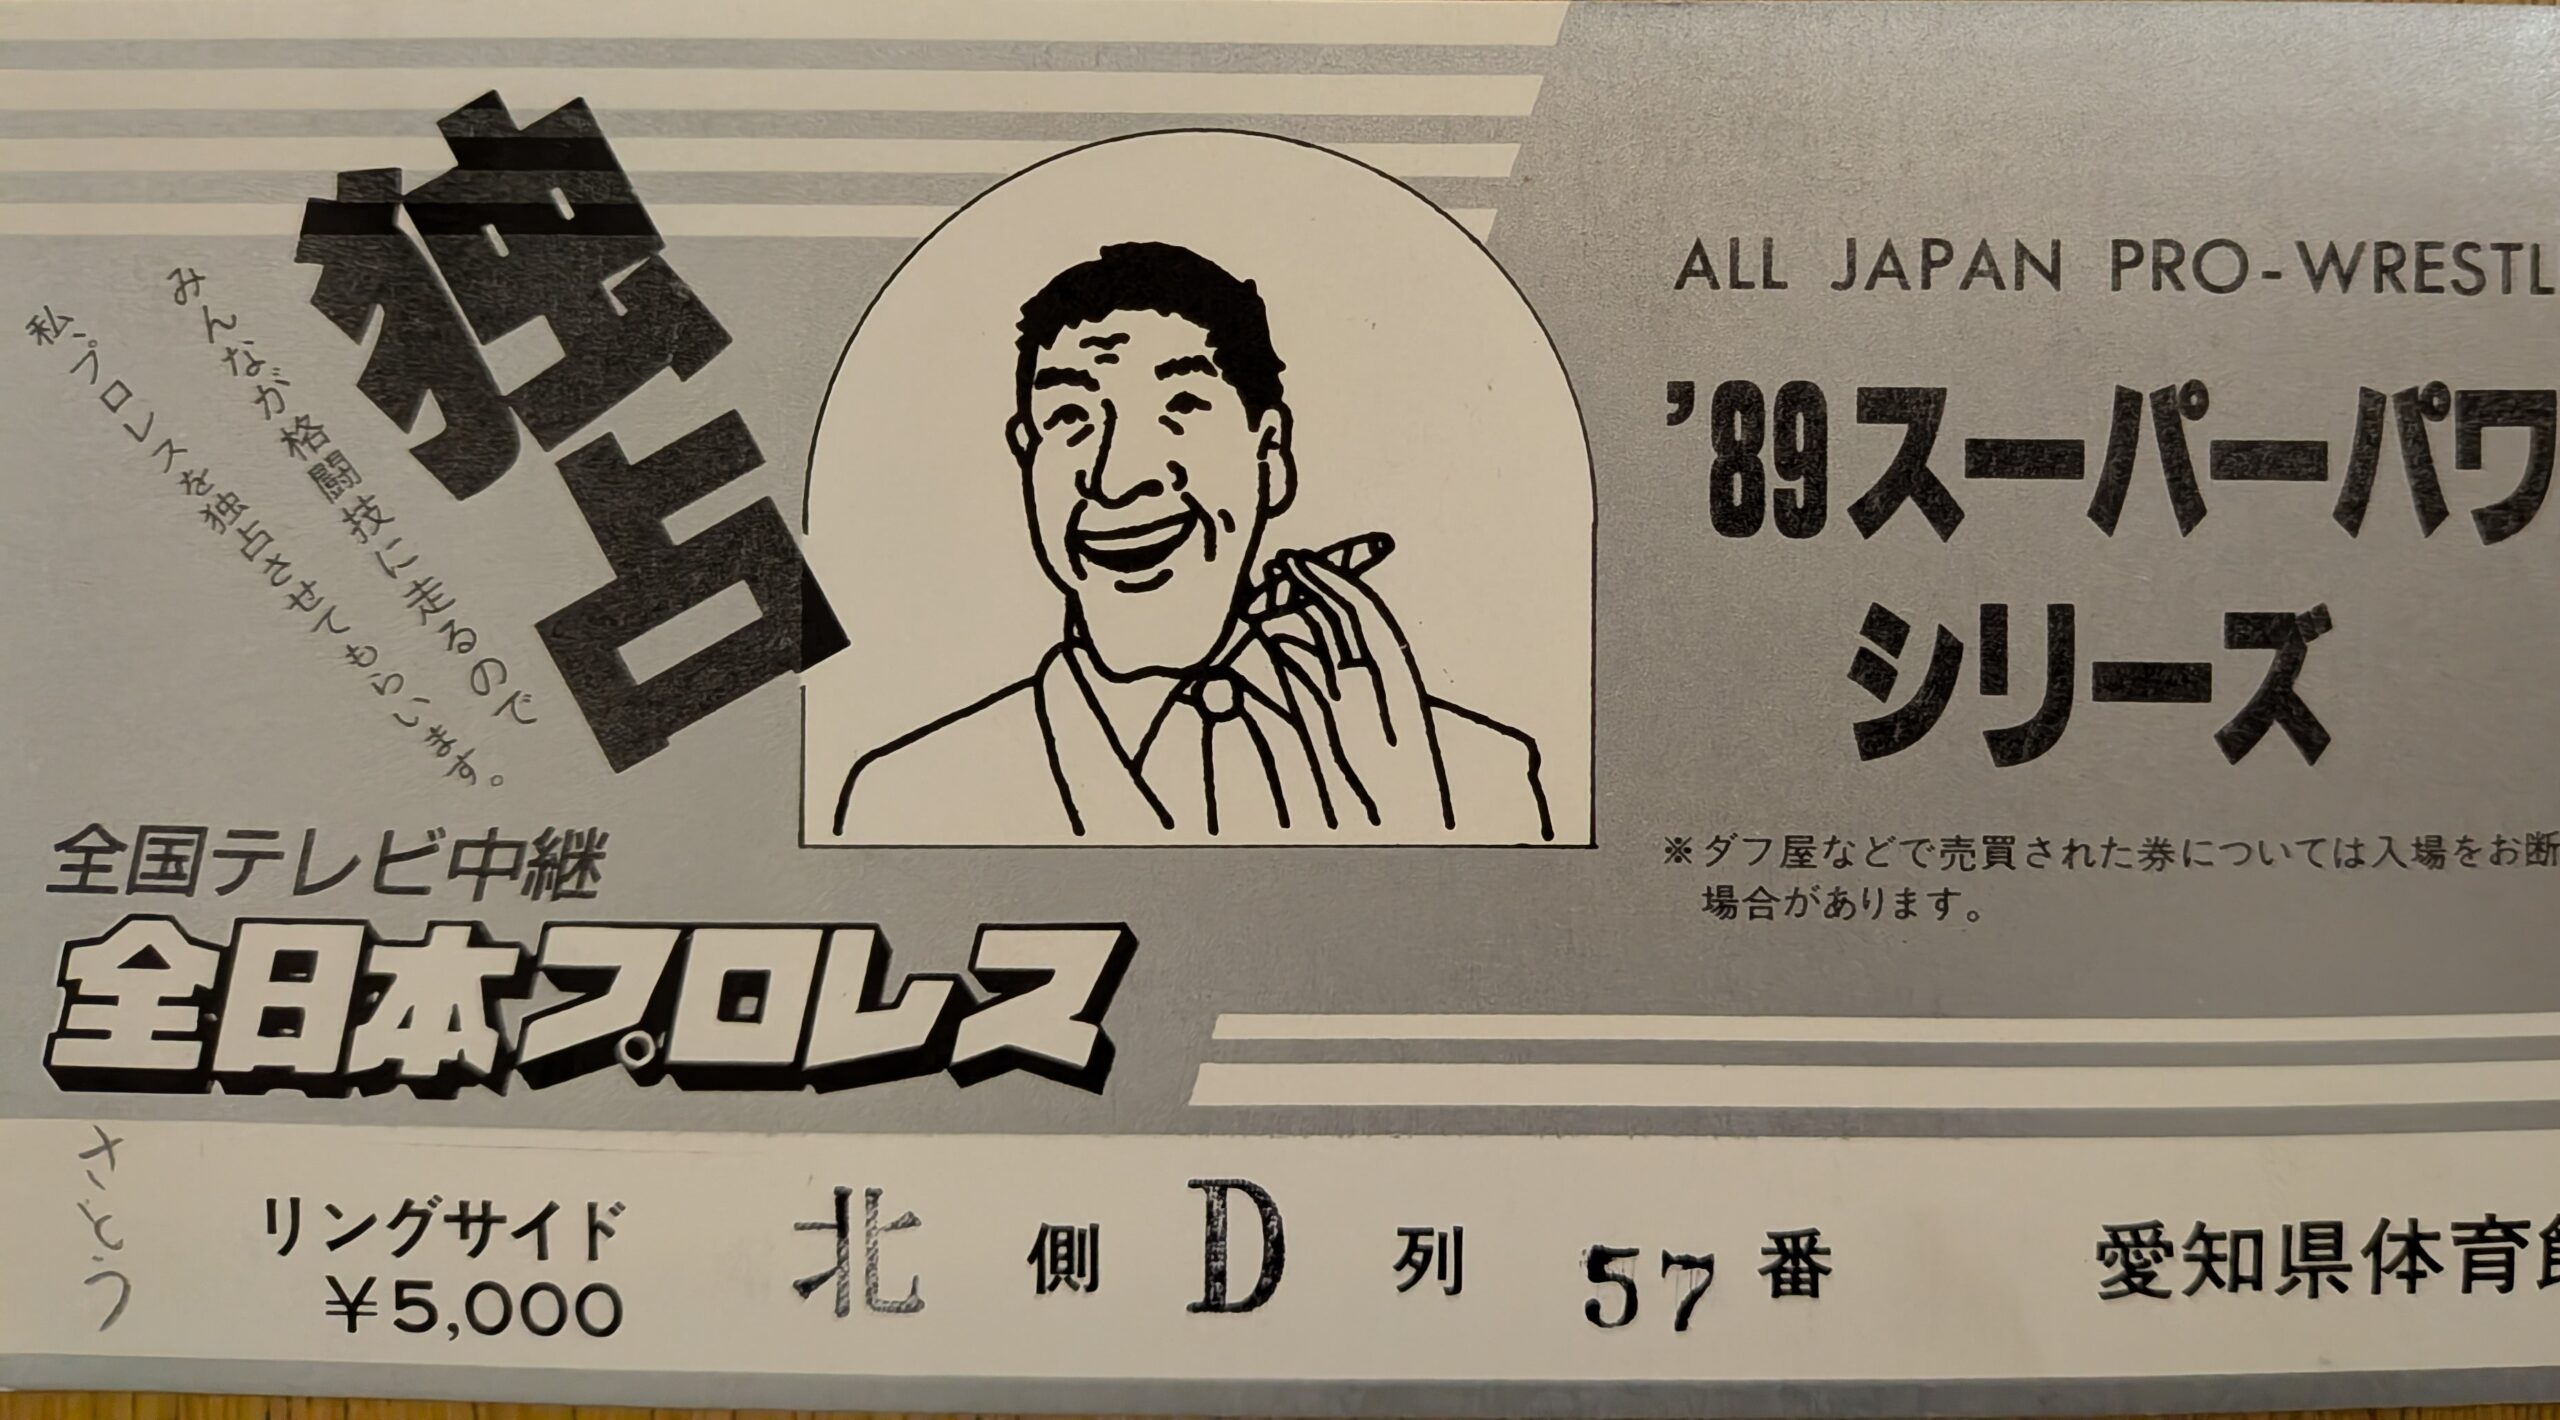 独占
みんなが格闘技に走るので
私、プロレスを独占させてもらいます。
全国テレビ中継
全日本プロレス
ALL JAPAN PRO-WRESTL
'89スーパーパワ
シリーズ
※ダフ屋などで売買された券については入場をお断
場合があります。
さとう
リングサイド
¥5,000
北側 D列 57番 愛知県体育館